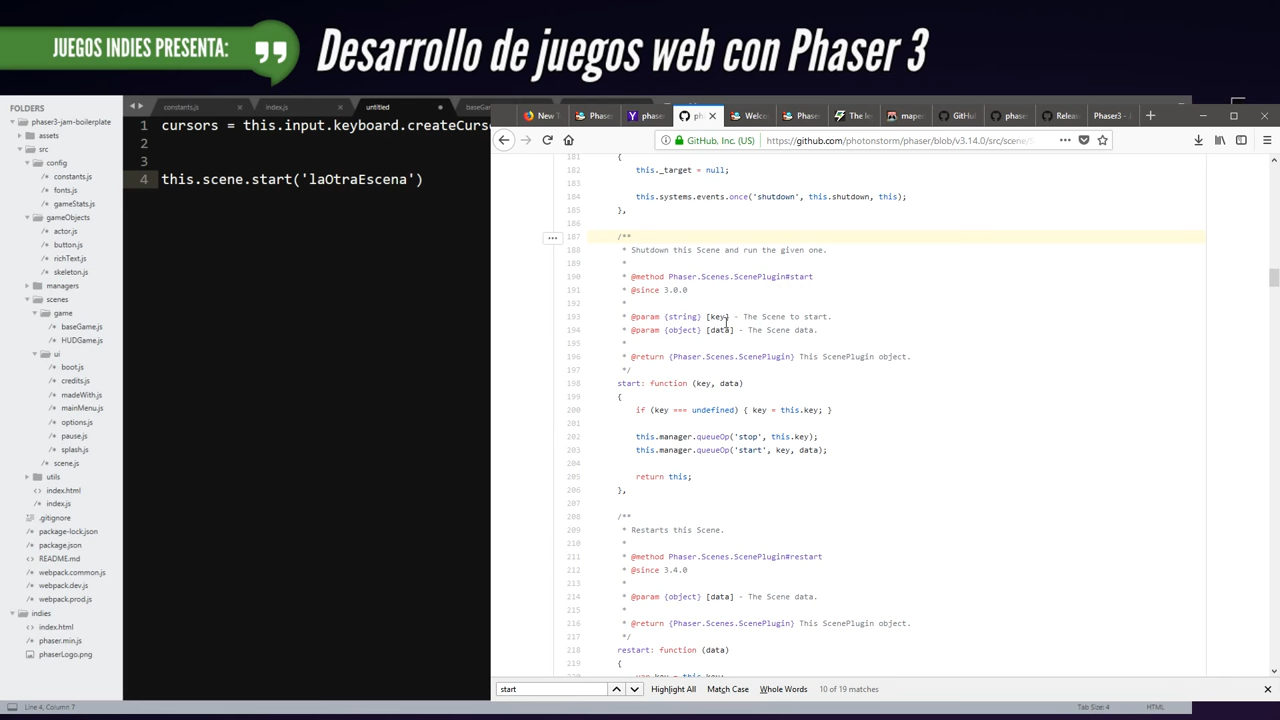 JUEGOS INDIES PRESENTA:
Desarrollo de juegos web con Phaser 3
FOLDERS
phaser3-jam-boilerplate
assets
src
config
constants.js
fonts.js
gameStats.js
gameObjects
actor.js
button.js
richText.js
skeleton.js
managers
scenes
game
baseGame.js
HUDGame.js
ui
boot.js
credits.js
madeWith.js
mainMenu.js
options.js
pause.js
splash.js
scene.js
utils
index.html
index.js
.gitignore
package-lock.json
package.json
README.md
webpack.common.js
webpack.dev.js
webpack.prod.js
indies
index.html
phaser.min.js
phaserLogo.png
constants.js
index.js
untitled
1 cursors = this.input.keyboard.createCurso
2
3
4 this.scene.start('laOtraEscena')
New T
Phase
phase
ph
Welco
Phase
The le
mape
GitHu
phase
Relea
Phaser3 -
GitHub, Inc. (US)
https://github.com/photonstorm/phaser/blob/v3.14.0/src/scene/
181 {
182 this._target = null;
183
184 this.systems.events.once('shutdown', this.shutdown, this);
185 },
186
187 /**
188 * Shutdown this Scene and run the given one.
189 *
190 * @method Phaser.Scenes.ScenePlugin#start
191 * @since 3.0.0
192 *
193 * @param {string} [key] - The Scene to start.
194 * @param {object} [data] - The Scene data.
195 *
196 * @return {Phaser.Scenes.ScenePlugin} This ScenePlugin object.
197 */
198 start: function (key, data)
199 {
200 if (key === undefined) { key = this.key; }
201
202 this.manager.queueOp('stop', this.key);
203 this.manager.queueOp('start', key, data);
204
205 return this;
206 },
207
208 /**
209 * Restarts this Scene.
210 *
211 * @method Phaser.Scenes.ScenePlugin#restart
212 * @since 3.4.0
213 *
214 * @param {object} [data] - The Scene data.
215 *
216 * @return {Phaser.Scenes.ScenePlugin} This ScenePlugin object.
217 */
218 restart: function (data)
219 {
start
Highlight All
Match Case
Whole Words
10 of 19 matches
Line 4, Column 7
Tab Size: 4
HTML